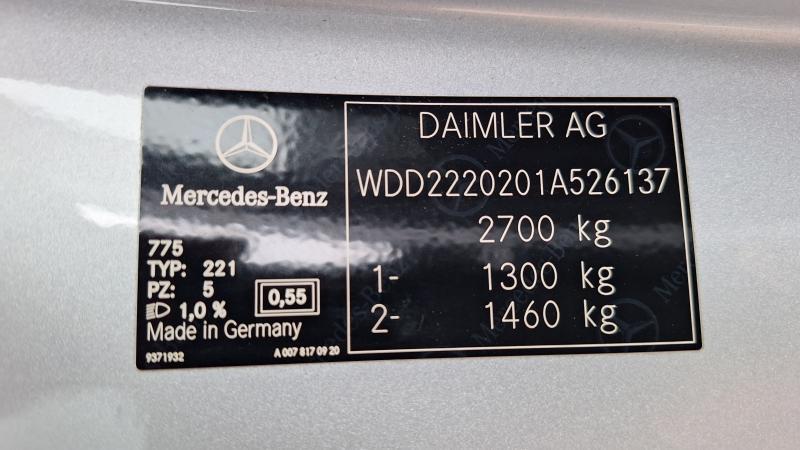 Mercedes-Benz
775
TYP: 221
PZ: 5
1,0 %
0,55
Made in Germany
9371932
A 007 817 09 20
DAIMLER AG
WDD2220201A526137
2700 kg
1- 1300 kg
2- 1460 kg